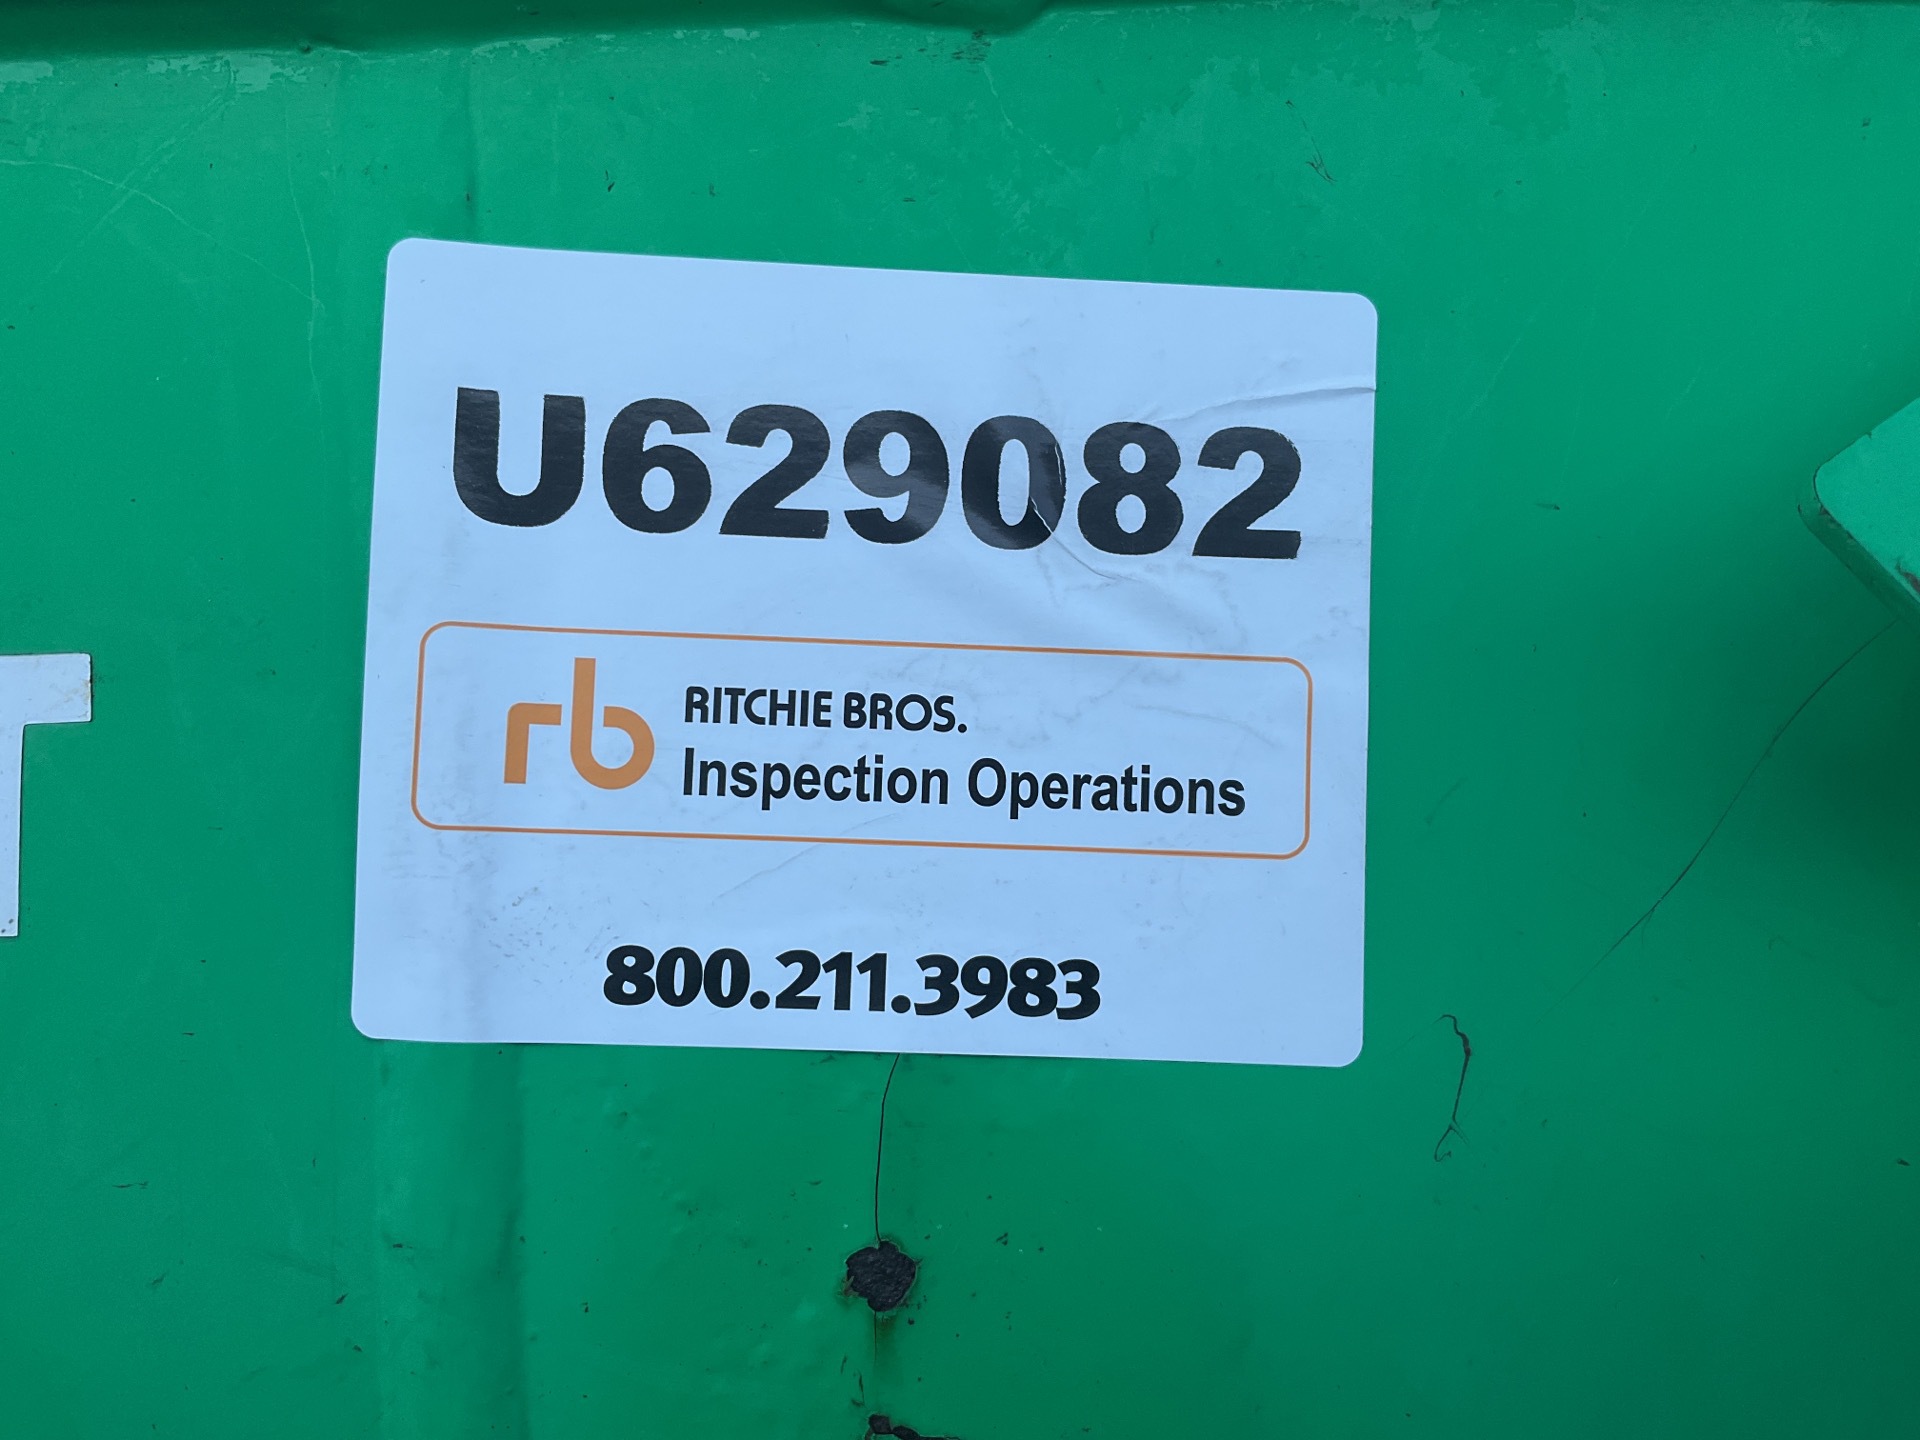 U629082
rb RITCHIE BROS.
Inspection Operations
800.211.3983
T